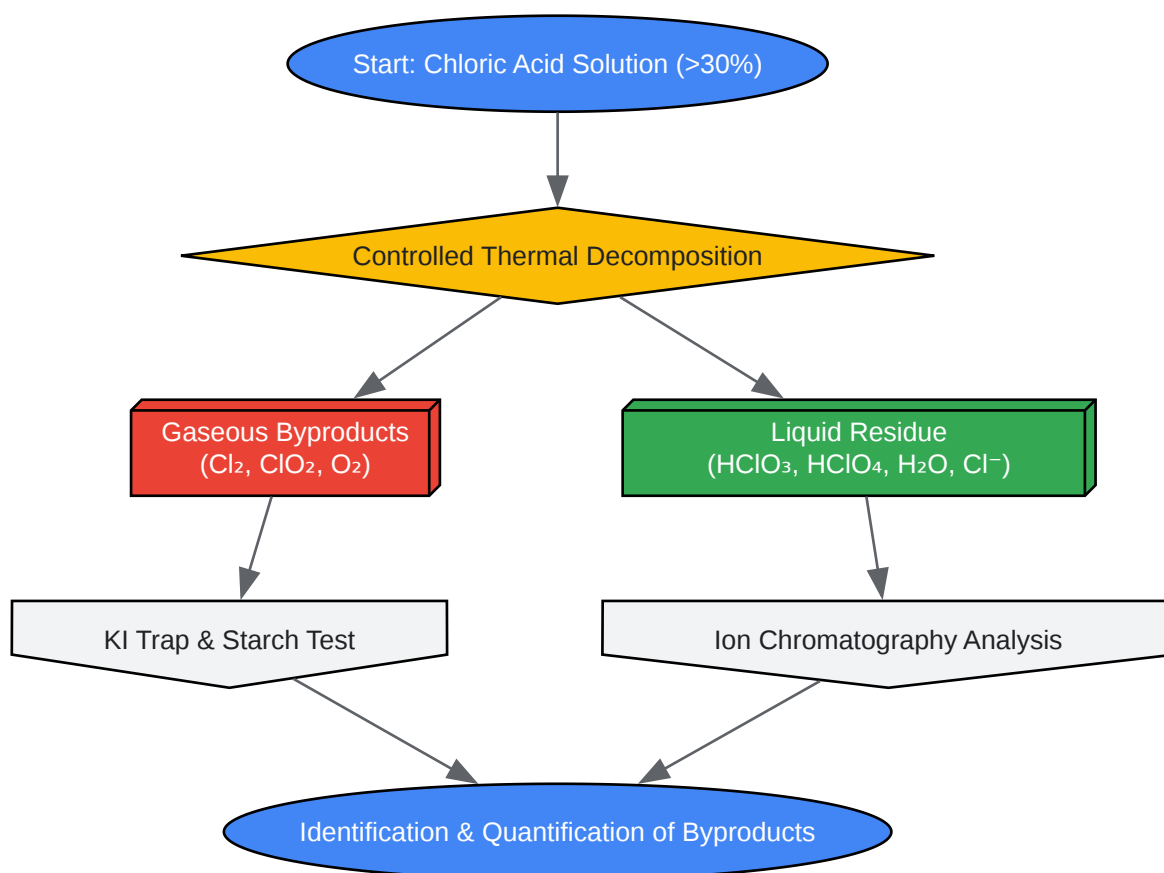 Start: Chloric Acid Solution (>30%)
Controlled Thermal Decomposition
Gaseous Byproducts
(Cl₂, ClO₂, O₂)
Liquid Residue
(HClO₃, HClO₄, H₂O, Cl⁻)
KI Trap & Starch Test
Ion Chromatography Analysis
Identification & Quantification of Byproducts